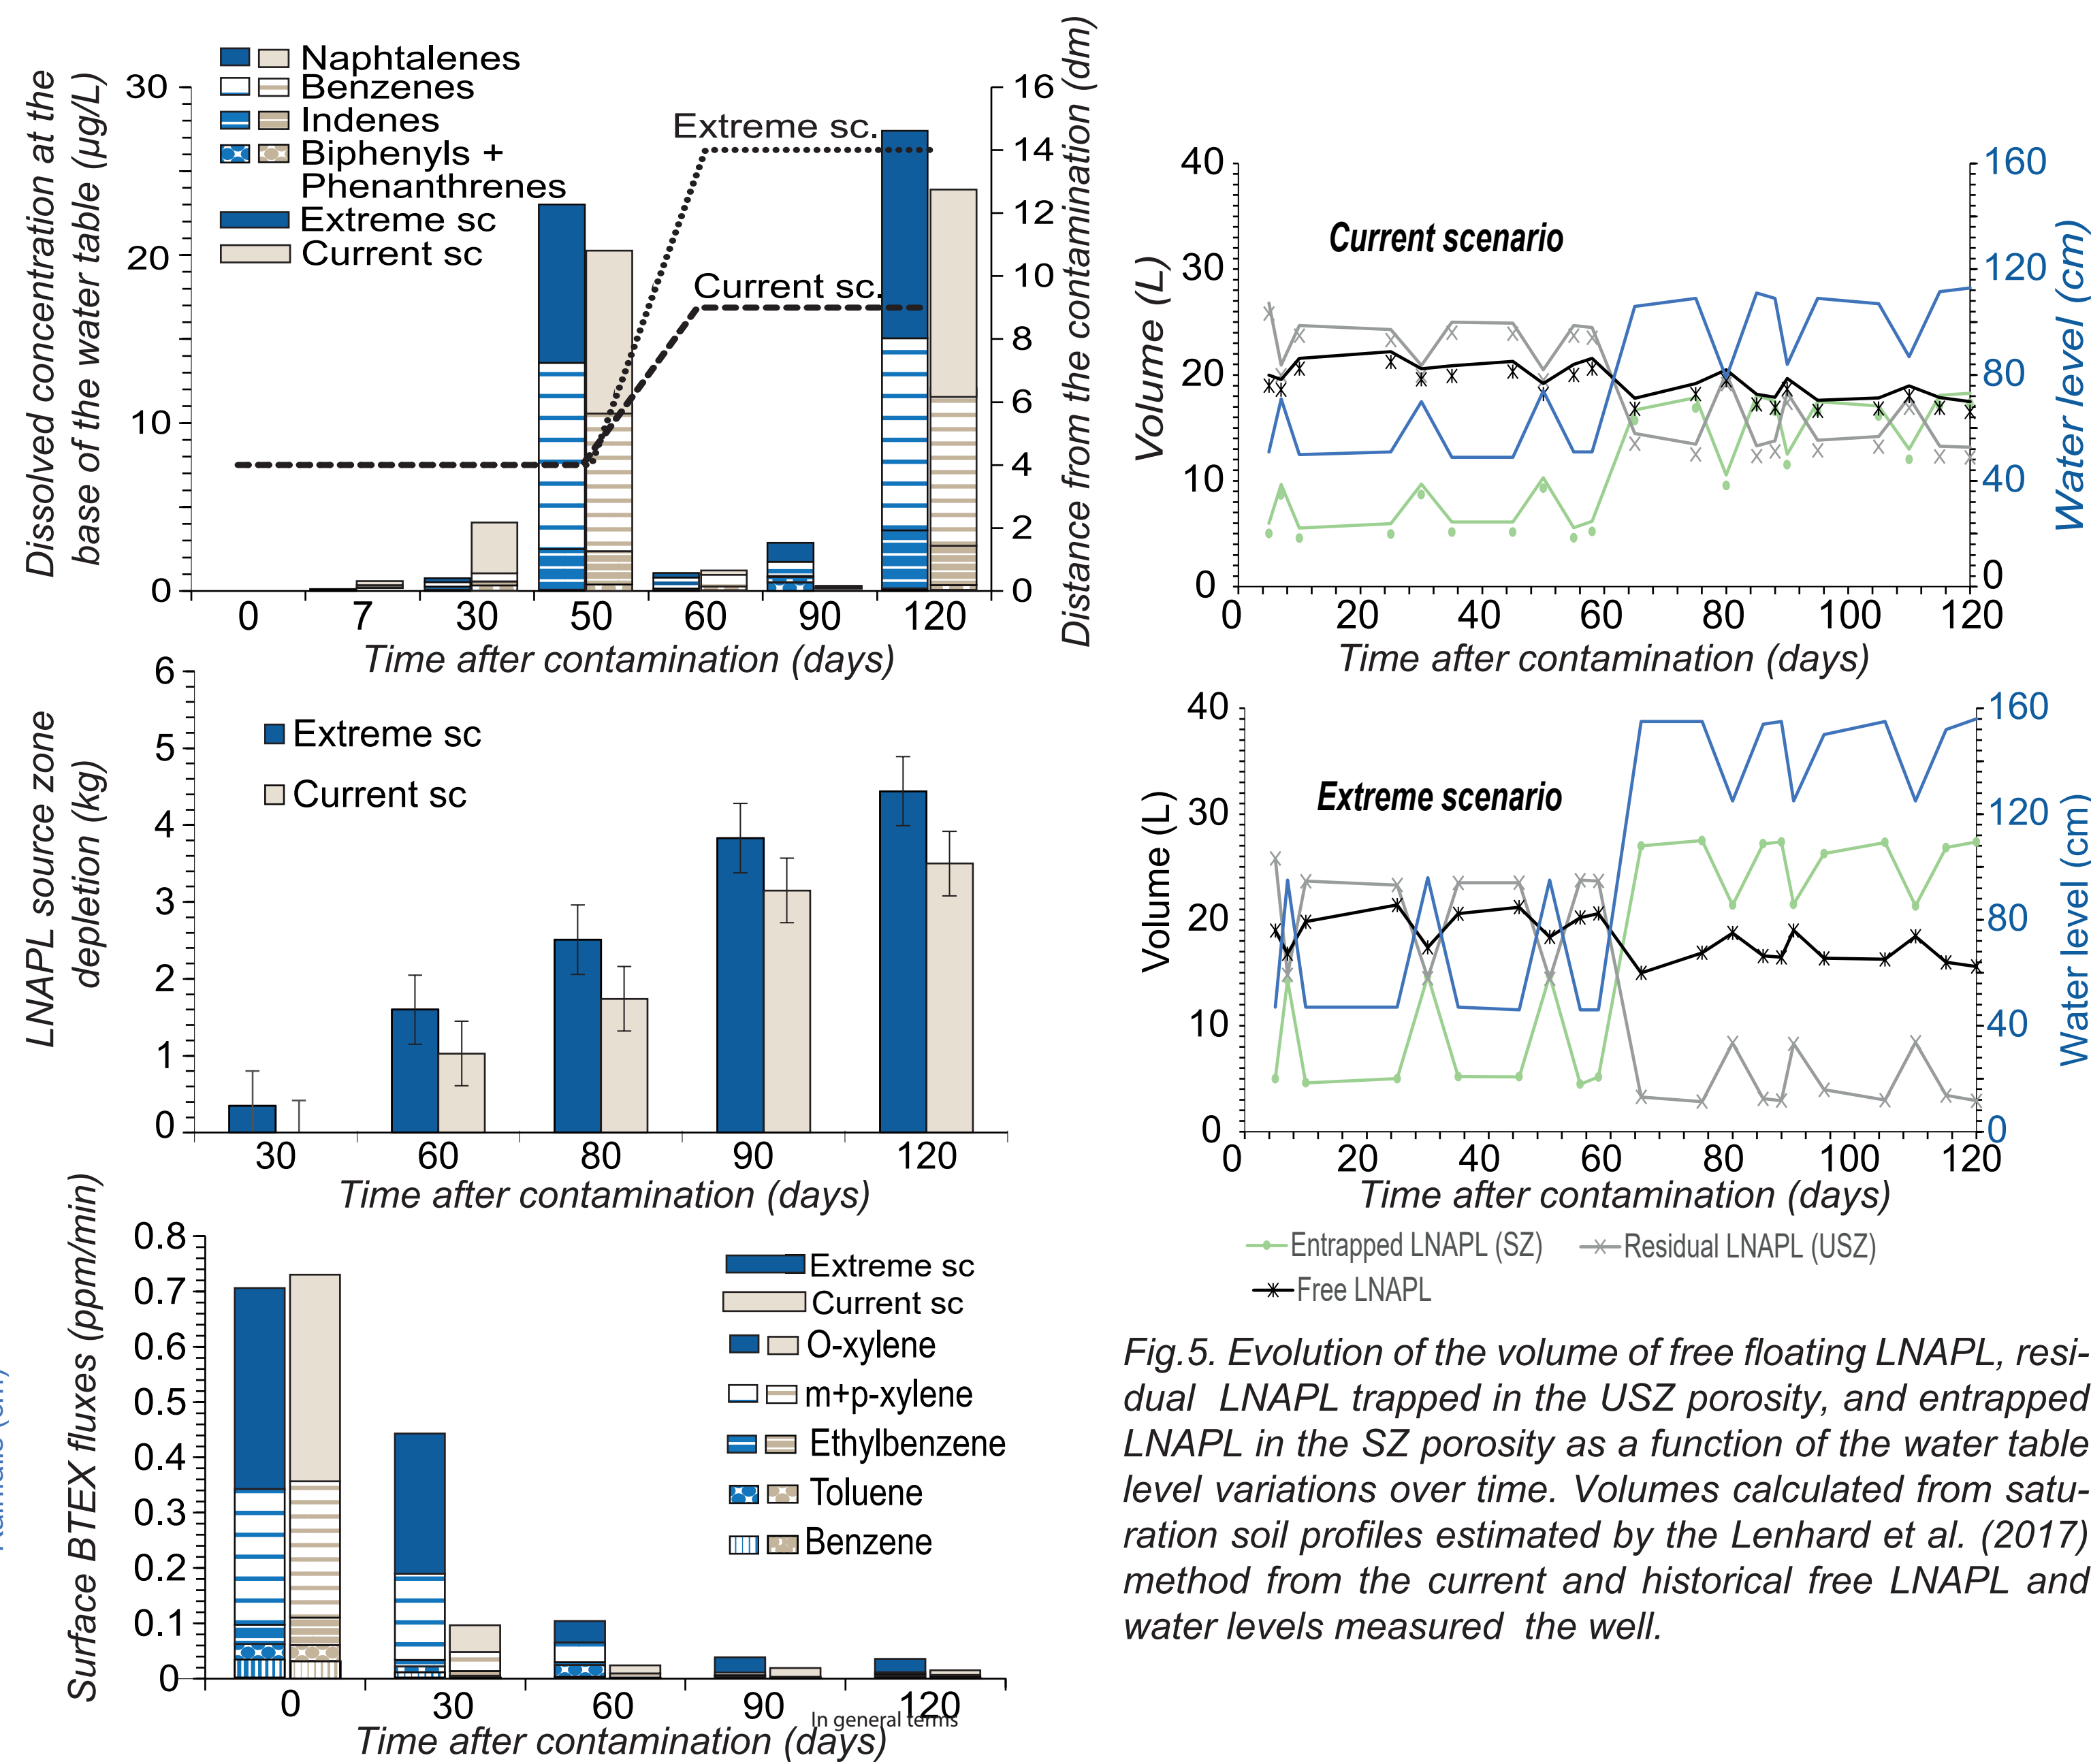 Dissolved concentration at the
base of the water table (µg/L)
30
20
10
0
Naphtalenes
Benzenes
Indenes
Biphenyls +
Phenanthrenes
Extreme sc
Current sc
Extreme sc.
Current sc.
16
14
12
10
8
6
4
2
0
Distance from the contamination (dm)
0 7 30 50 60 90 120
Time after contamination (days)
LNAPL source zone
depletion (kg)
6
5
4
3
2
1
0
Extreme sc
Current sc
30 60 80 90 120
Time after contamination (days)
Surface BTEX fluxes (ppm/min)
0.8
0.7
0.6
0.5
0.4
0.3
0.2
0.1
0
Extreme sc
Current sc
O-xylene
m+p-xylene
Ethylbenzene
Toluene
Benzene
0 30 60 90 120
In general terms
Time after contamination (days)
Volume (L)
40
30
20
10
0
Current scenario
160
120
80
40
0
Water level (cm)
0 20 40 60 80 100 120
Time after contamination (days)
Volume (L)
40
30
20
10
0
Extreme scenario
160
120
80
40
0
Water level (cm)
0 20 40 60 80 100 120
Time after contamination (days)
Entrapped LNAPL (SZ) Residual LNAPL (USZ)
Free LNAPL
Fig.5. Evolution of the volume of free floating LNAPL, resi-
dual LNAPL trapped in the USZ porosity, and entrapped
LNAPL in the SZ porosity as a function of the water table
level variations over time. Volumes calculated from satu-
ration soil profiles estimated by the Lenhard et al. (2017)
method from the current and historical free LNAPL and
water levels measured the well.